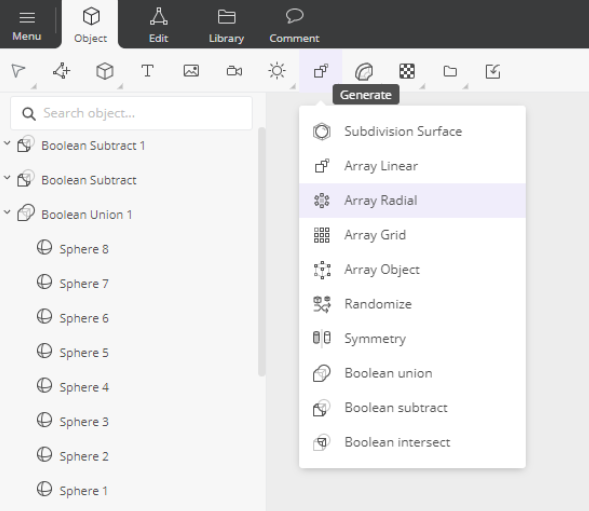 Menu
Object
Edit
Library
Comment
T
Generate
Search object...
Boolean Subtract 1
Boolean Subtract
Boolean Union 1
Sphere 8
Sphere 7
Sphere 6
Sphere 5
Sphere 4
Sphere 3
Sphere 2
Sphere 1
Subdivision Surface
Array Linear
Array Radial
Array Grid
Array Object
Randomize
Symmetry
Boolean union
Boolean subtract
Boolean intersect